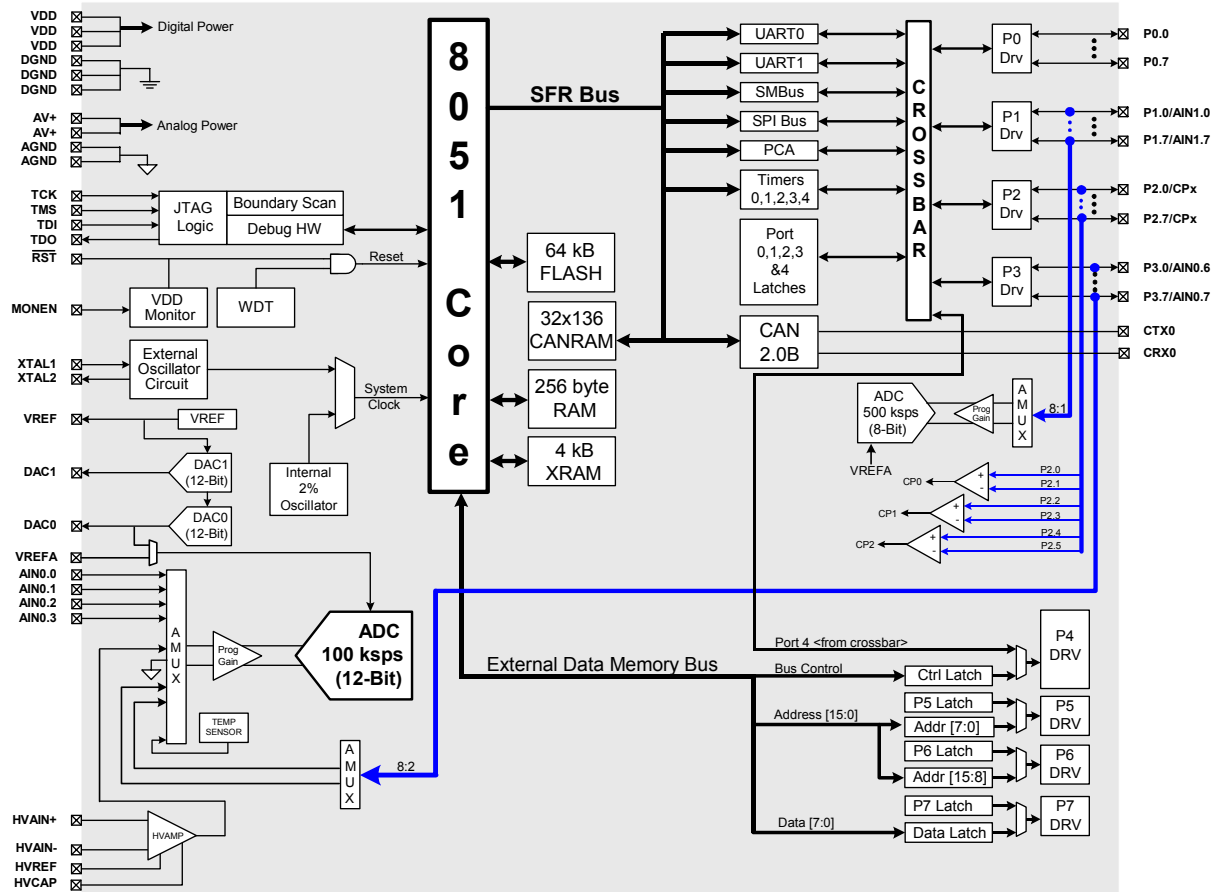 VDD
VDD
VDD
DGND
DGND
DGND
Digital Power
AV+
AV+
AGND
AGND
Analog Power
TCK
TMS
TDI
TDO
RST
MONEN
JTAG
Logic
Boundary Scan
Debug HW
Reset
VDD
Monitor
WDT
XTAL1
XTAL2
External
Oscillator
Circuit
System
Clock
Internal
2%
Oscillator
VREF
VREF
DAC1
DAC1
(12-Bit)
DAC0
DAC0
(12-Bit)
VREFA
AIN0.0
AIN0.1
AIN0.2
AIN0.3
AMUX
Prog
Gain
ADC
100 ksps
(12-Bit)
TEMP
SENSOR
AMUX
8:2
HVAIN+
HVAIN-
HVREF
HVCAP
HVAMP
8051 Core
SFR Bus
64 kB
FLASH
32x136
CANRAM
256 byte
RAM
4 kB
XRAM
External Data Memory Bus
UART0
UART1
SMBus
SPI Bus
PCA
Timers
0,1,2,3,4
Port
0,1,2,3
&4
Latches
CAN
2.0B
CROSSBAR
P0
Drv
P1
Drv
P2
Drv
P3
Drv
P0.0
P0.7
P1.0/AIN1.0
P1.7/AIN1.7
P2.0/CPx
P2.7/CPx
P3.0/AIN0.6
P3.7/AIN0.7
CTX0
CRX0
ADC
500 ksps
(8-Bit)
Prog
Gain
AMUX
8:1
VREFA
CP0
+
-
P2.0
P2.1
CP1
+
-
P2.2
P2.3
CP2
+
-
P2.4
P2.5
Port 4 <from crossbar>
Bus Control
Ctrl Latch
P4
DRV
Address [15:0]
P5 Latch
Addr [7:0]
P5
DRV
P6 Latch
Addr [15:8]
P6
DRV
P7 Latch
Data [7:0]
Data Latch
P7
DRV